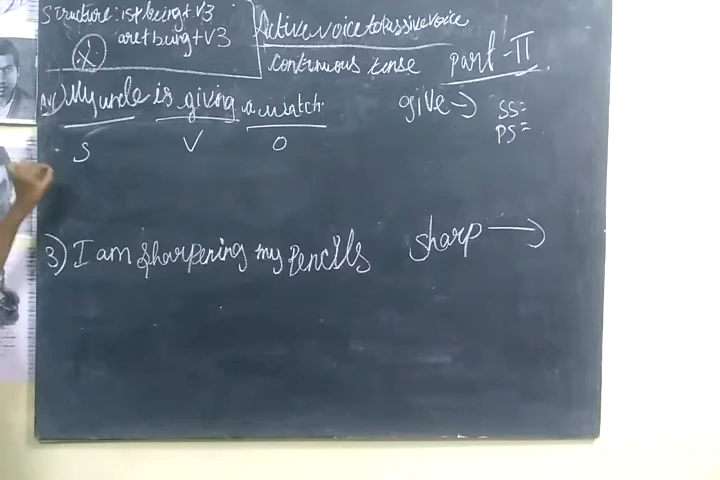 Structure: is+being+V3
are+being+V3
Active voice to Passive voice
Continuous tense
Part-II
My uncle is giving a watch.
S V O
give → SS=
PS=
3) I am sharpening my pencils
Sharp →